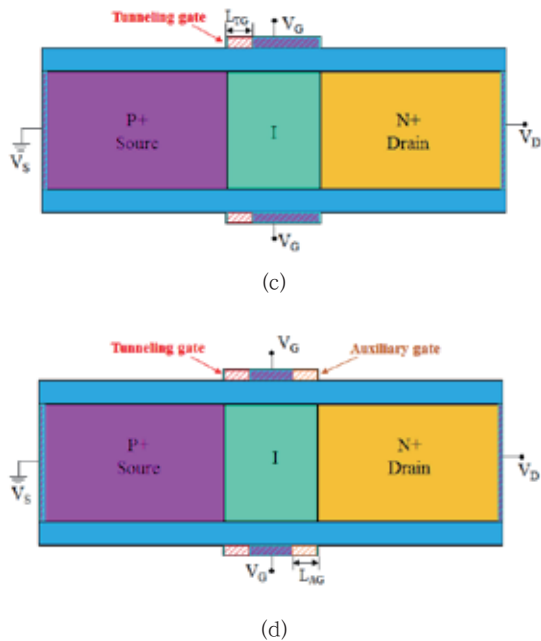 Tunneling gate
L_TG
V_G
P+
Soure
I
N+
Drain
V_S
V_D
V_G
(c)
Tunneling gate
V_G
Auxiliary gate
P+
Soure
I
N+
Drain
V_S
V_D
V_G
L_AG
(d)